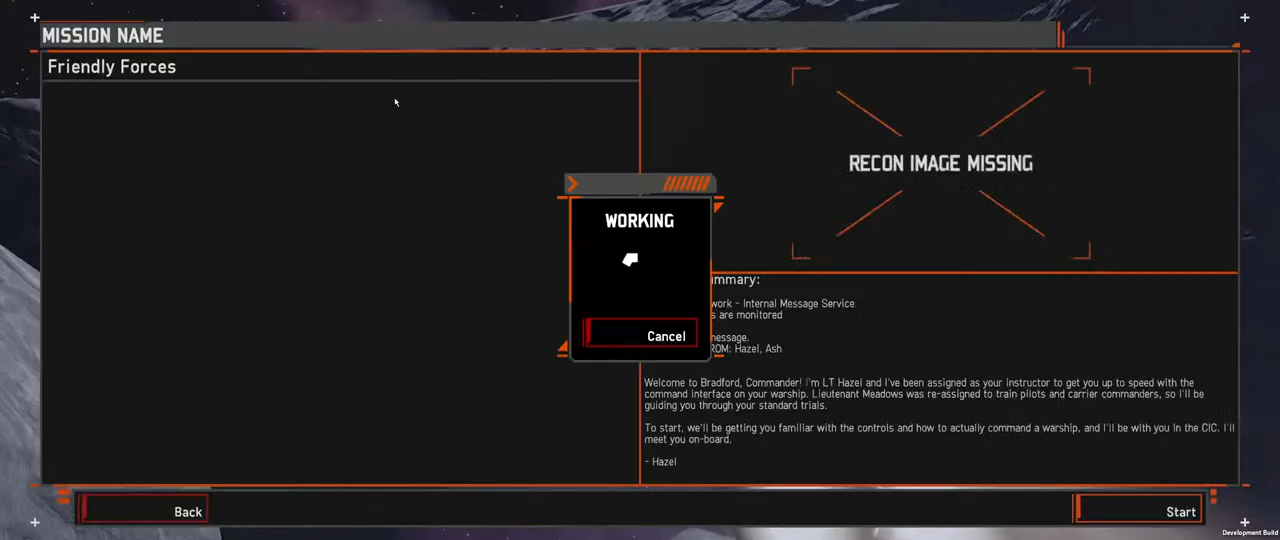 MISSION NAME
Friendly Forces
RECON IMAGE MISSING
WORKING
Cancel
mmary:
work - Internal Message Service
s are monitored
nessage.
ROM: Hazel, Ash
Welcome to Bradford, Commander! I'm LT Hazel and I've been assigned as your instructor to get you up to speed with the
command interface on your warship. Lieutenant Meadows was re-assigned to train pilots and carrier commanders, so I'll be
guiding you through your standard trials.
To start, we'll be getting you familiar with the controls and how to actually command a warship, and I'll be with you in the CIC. I'll
meet you on-board.
- Hazel
Back
Start
Development Build